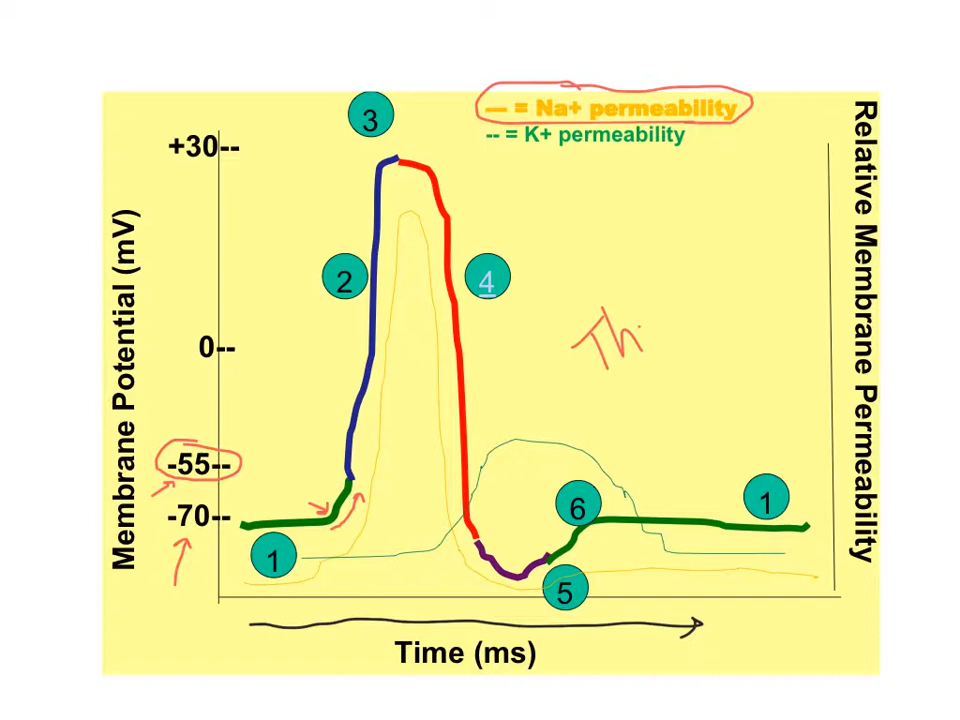 — = Na+ permeability
-- = K+ permeability
3
+30--
2
4
0--
Th.
-55--
-70--
1
6
1
1
5
Membrane Potential (mV)
Relative Membrane Permeability
Time (ms)